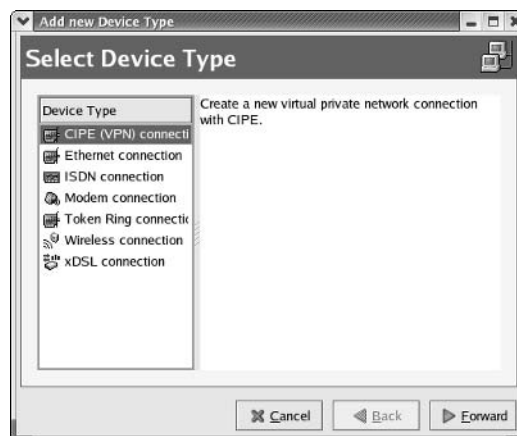 Add new Device Type
Select Device Type
Device Type
CIPE (VPN) connecti
Ethernet connection
ISDN connection
Modem connection
Token Ring connectic
Wireless connection
xDSL connection
Create a new virtual private network connection
with CIPE.
Cancel
Back
Forward